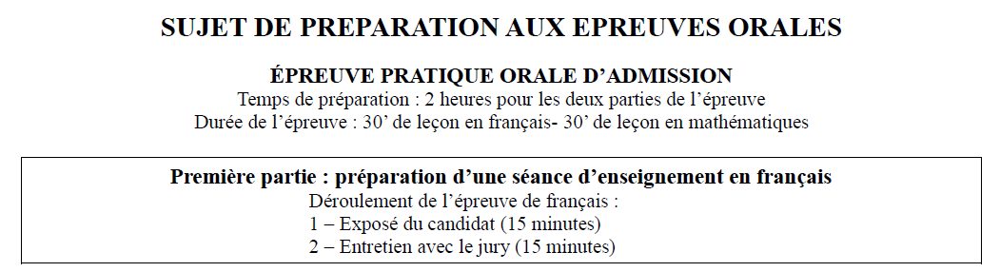 SUJET DE PREPARATION AUX EPREUVES ORALES
ÉPREUVE PRATIQUE ORALE D’ADMISSION
Temps de préparation : 2 heures pour les deux parties de l’épreuve
Durée de l’épreuve : 30’ de leçon en français- 30’ de leçon en mathématiques
Première partie : préparation d’une séance d’enseignement en français
Déroulement de l’épreuve de français :
1 – Exposé du candidat (15 minutes)
2 – Entretien avec le jury (15 minutes)